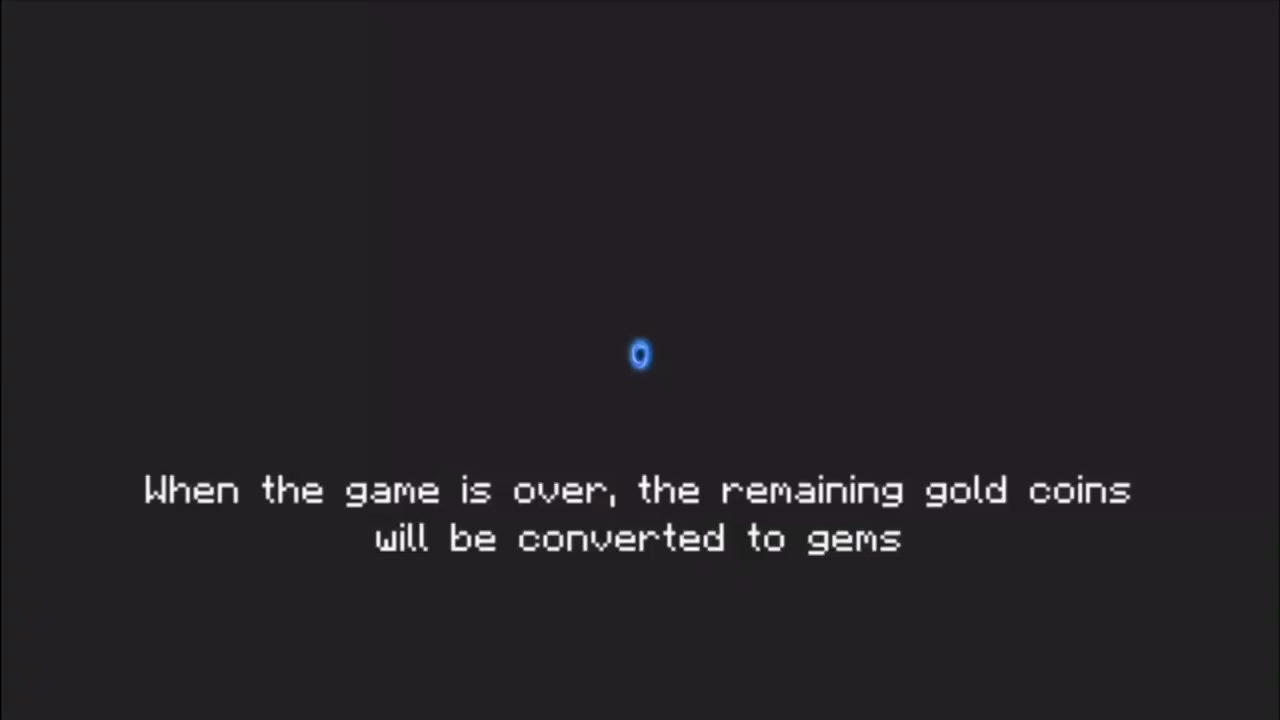 When the game is over, the remaining gold coins
will be converted to gems